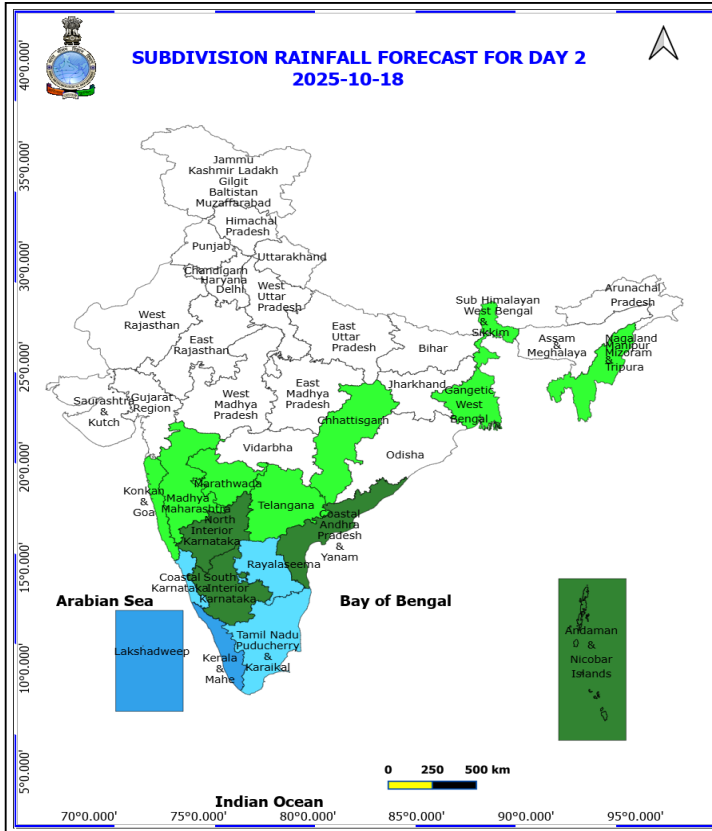 SUBDIVISION RAINFALL FORECAST FOR DAY 2
2025-10-18
40°0.000'
35°0.000'
30°0.000'
25°0.000'
20°0.000'
15°0.000'
10°0.000'
5°0.000'
Jammu
Kashmir Ladakh
Gilgit
Baltistan
Muzaffarabad
Himachal
Pradesh
Punjab
Uttarakhand
Chandigarh
Haryana
Delhi
West
Uttar
Pradesh
West
Rajasthan
East
Rajasthan
East
Uttar
Pradesh
Bihar
Sub Himalayan
West Bengal
&
Sikkim
Arunachal
Pradesh
Assam
&
Meghalaya
Nagaland
Manipur
Mizoram
&
Tripura
Saurashtra
&
Kutch
Gujarat
Region
West
Madhya
Pradesh
East
Madhya
Pradesh
Jharkhand
Gangetic
West
Bengal
Chhattisgarh
Vidarbha
Odisha
Konkan
&
Goa
Madhya
Maharashtra
Marathwada
Telangana
North
Interior
Karnataka
Coastal
Andhra
Pradesh
&
Yanam
Rayalaseema
Coastal
Karnataka
South
Interior
Karnataka
Arabian Sea
Bay of Bengal
Lakshadweep
Kerala
&
Mahe
Tamil Nadu
Puducherry
&
Karaikal
Andaman
&
Nicobar
Islands
0 250 500 km
Indian Ocean
70°0.000' 75°0.000' 80°0.000' 85°0.000' 90°0.000' 95°0.000'